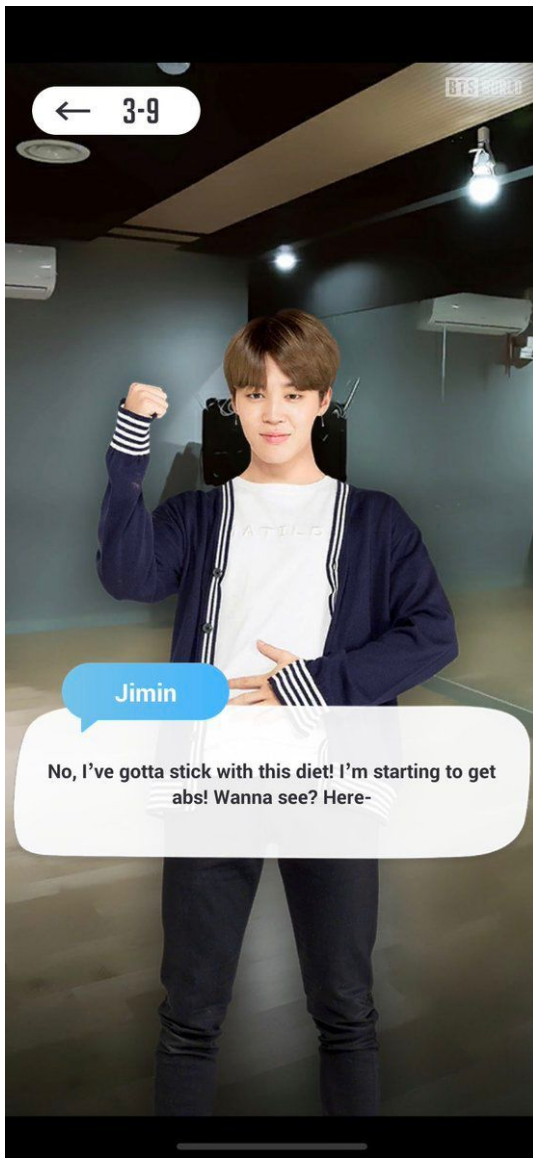 BTS WORLD
← 3-9
Jimin
No, I’ve gotta stick with this diet! I’m starting to get
abs! Wanna see? Here-